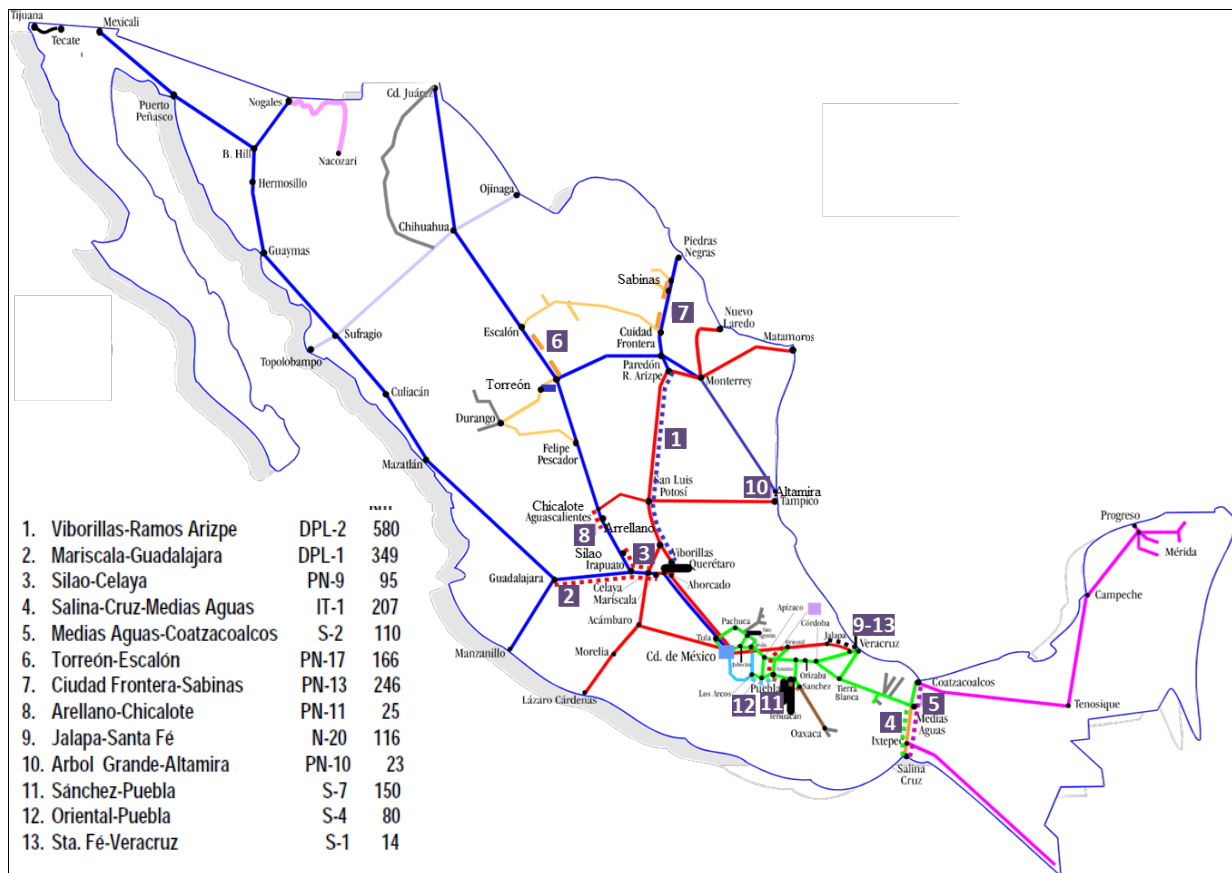 Tijuana
Mexicali
Tecate
Puerto
Peñasco
Nogales
Cd. Juárez
B. Hill
Nacozari
Hermosillo
Ojinaga
Chihuahua
Guaymas
Piedras
Negras
Sabinas
7
Nuevo
Laredo
Escalón
6
Cuidad
Frontera
Matamoros
Sufragio
Topolobampo
Paredón
R. Arizpe
Monterrey
Torreón
Culiacán
Durango
1
Felipe
Pescador
Mazatlán
San Luis
Potosí
10
Altamira
Tampico
Chicalote
Aguascalientes
8
Arrellano
Silao
Irapuato
3
Viborillas
Querétaro
Guadalajara
2
Celaya
Mariscala
Ahorcado
Progreso
Mérida
Campeche
Acámbaro
Pachuca
Apizaco
Córdoba
Tula
Oriental
Jalapa
9-13
Veracruz
Manzanillo
Morelia
Cd. de México
Lázaro Cárdenas
Los Arcos
Puebla
Orizaba
Sánchez
Tierra
Blanca
Coatzacoalcos
12
11
Tehuacán
Oaxaca
4
5
Medias
Aguas
Ixtepec
Tenosique
Salina
Cruz
1. Viborillas-Ramos Arizpe DPL-2 580
2. Mariscala-Guadalajara DPL-1 349
3. Silao-Celaya PN-9 95
4. Salina-Cruz-Medias Aguas IT-1 207
5. Medias Aguas-Coatzacoalcos S-2 110
6. Torreón-Escalón PN-17 166
7. Ciudad Frontera-Sabinas PN-13 246
8. Arellano-Chicalote PN-11 25
9. Jalapa-Santa Fé N-20 116
10. Arbol Grande-Altamira PN-10 23
11. Sánchez-Puebla S-7 150
12. Oriental-Puebla S-4 80
13. Sta. Fé-Veracruz S-1 14